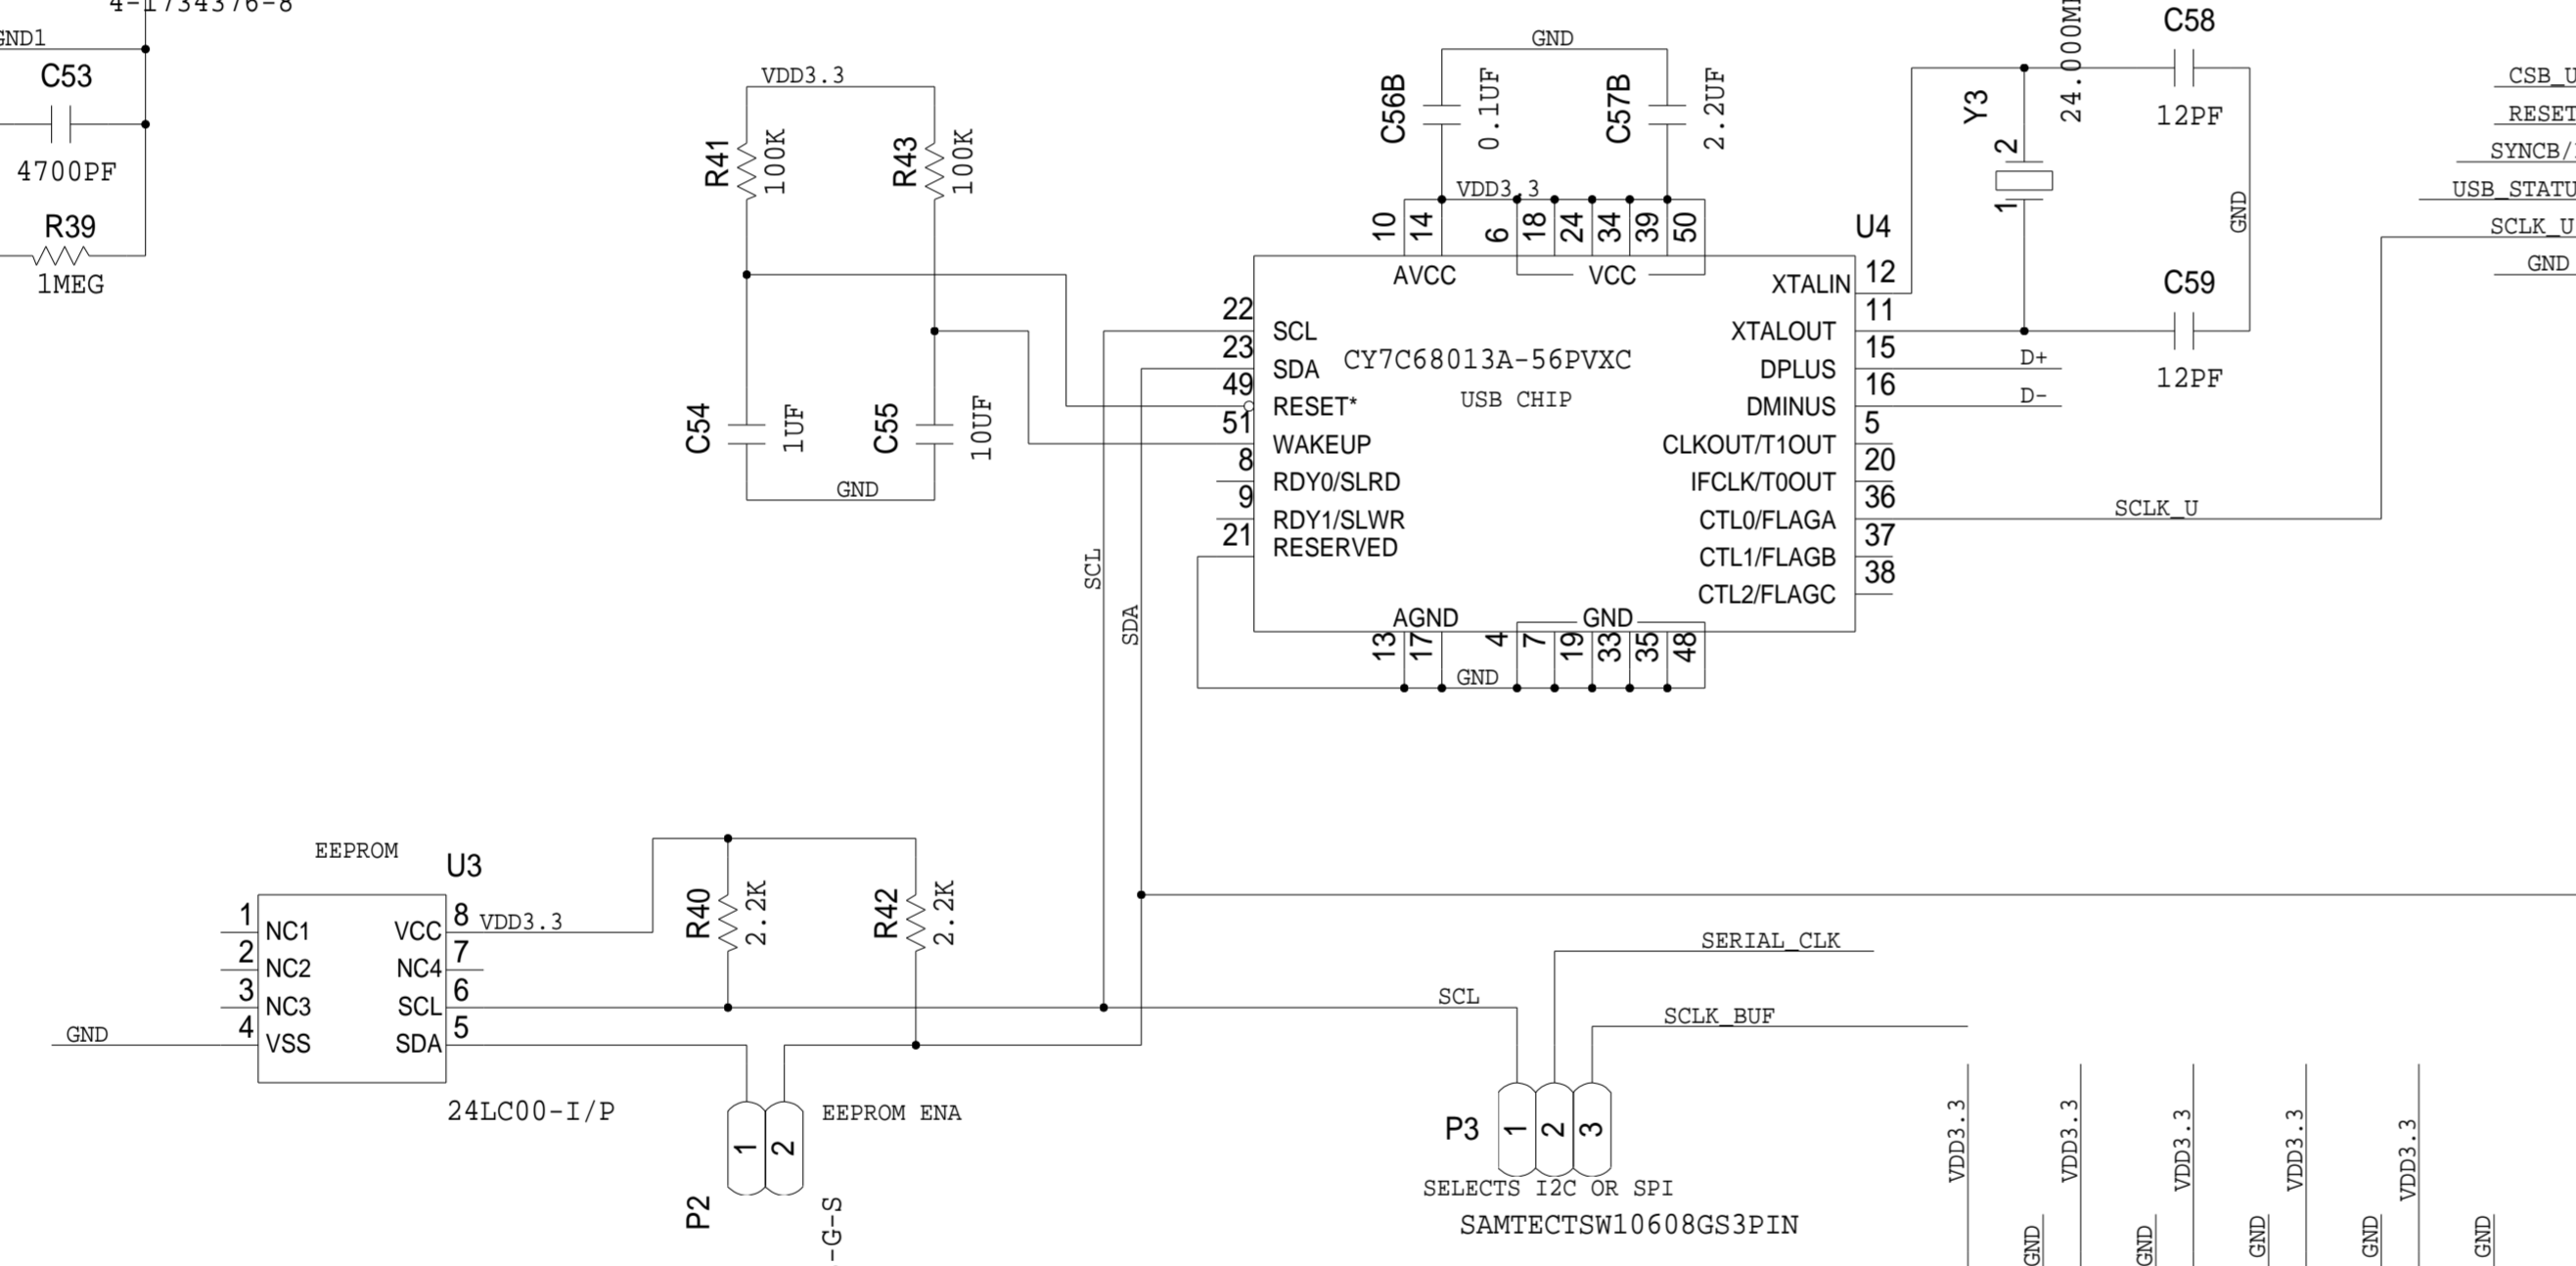 GND1
C53
4700PF
R39
1MEG
VDD3.3
R41
100K
R43
100K
C54
1UF
C55
10UF
GND
GND
C56B
0.1UF
C57B
2.2UF
VDD3.3
10
14
6
18
24
34
39
50
U4
AVCC
VCC
22
SCL
23
SDA
49
RESET*
51
WAKEUP
8
RDY0/SLRD
9
RDY1/SLWR
21
RESERVED
CY7C68013A-56PVXC
USB CHIP
XTALIN
12
XTALOUT
11
DPLUS
15
DMINUS
16
CLKOUT/T1OUT
5
IFCLK/T0OUT
20
CTL0/FLAGA
36
CTL1/FLAGB
37
CTL2/FLAGC
38
AGND
GND
13
17
4
7
19
33
35
48
GND
D+
D-
SCLK_U
Y3
2
1
C58
12PF
GND
C59
12PF
RESET
SCLK_U
GND
SCL
SDA
EEPROM
U3
1
NC1
2
NC2
3
NC3
4
VSS
GND
VCC
8
VDD3.3
NC4
7
SCL
6
SDA
5
24LC00-I/P
R40
2.2K
R42
2.2K
1
2
EEPROM ENA
P2
-G-S
SCL
SERIAL_CLK
SCLK_BUF
P3
1
2
3
SELECTS I2C OR SPI
SAMTECTSW10608GS3PIN
VDD3.3
VDD3.3
VDD3.3
VDD3.3
VDD3.3
GND
GND
GND
GND
GND